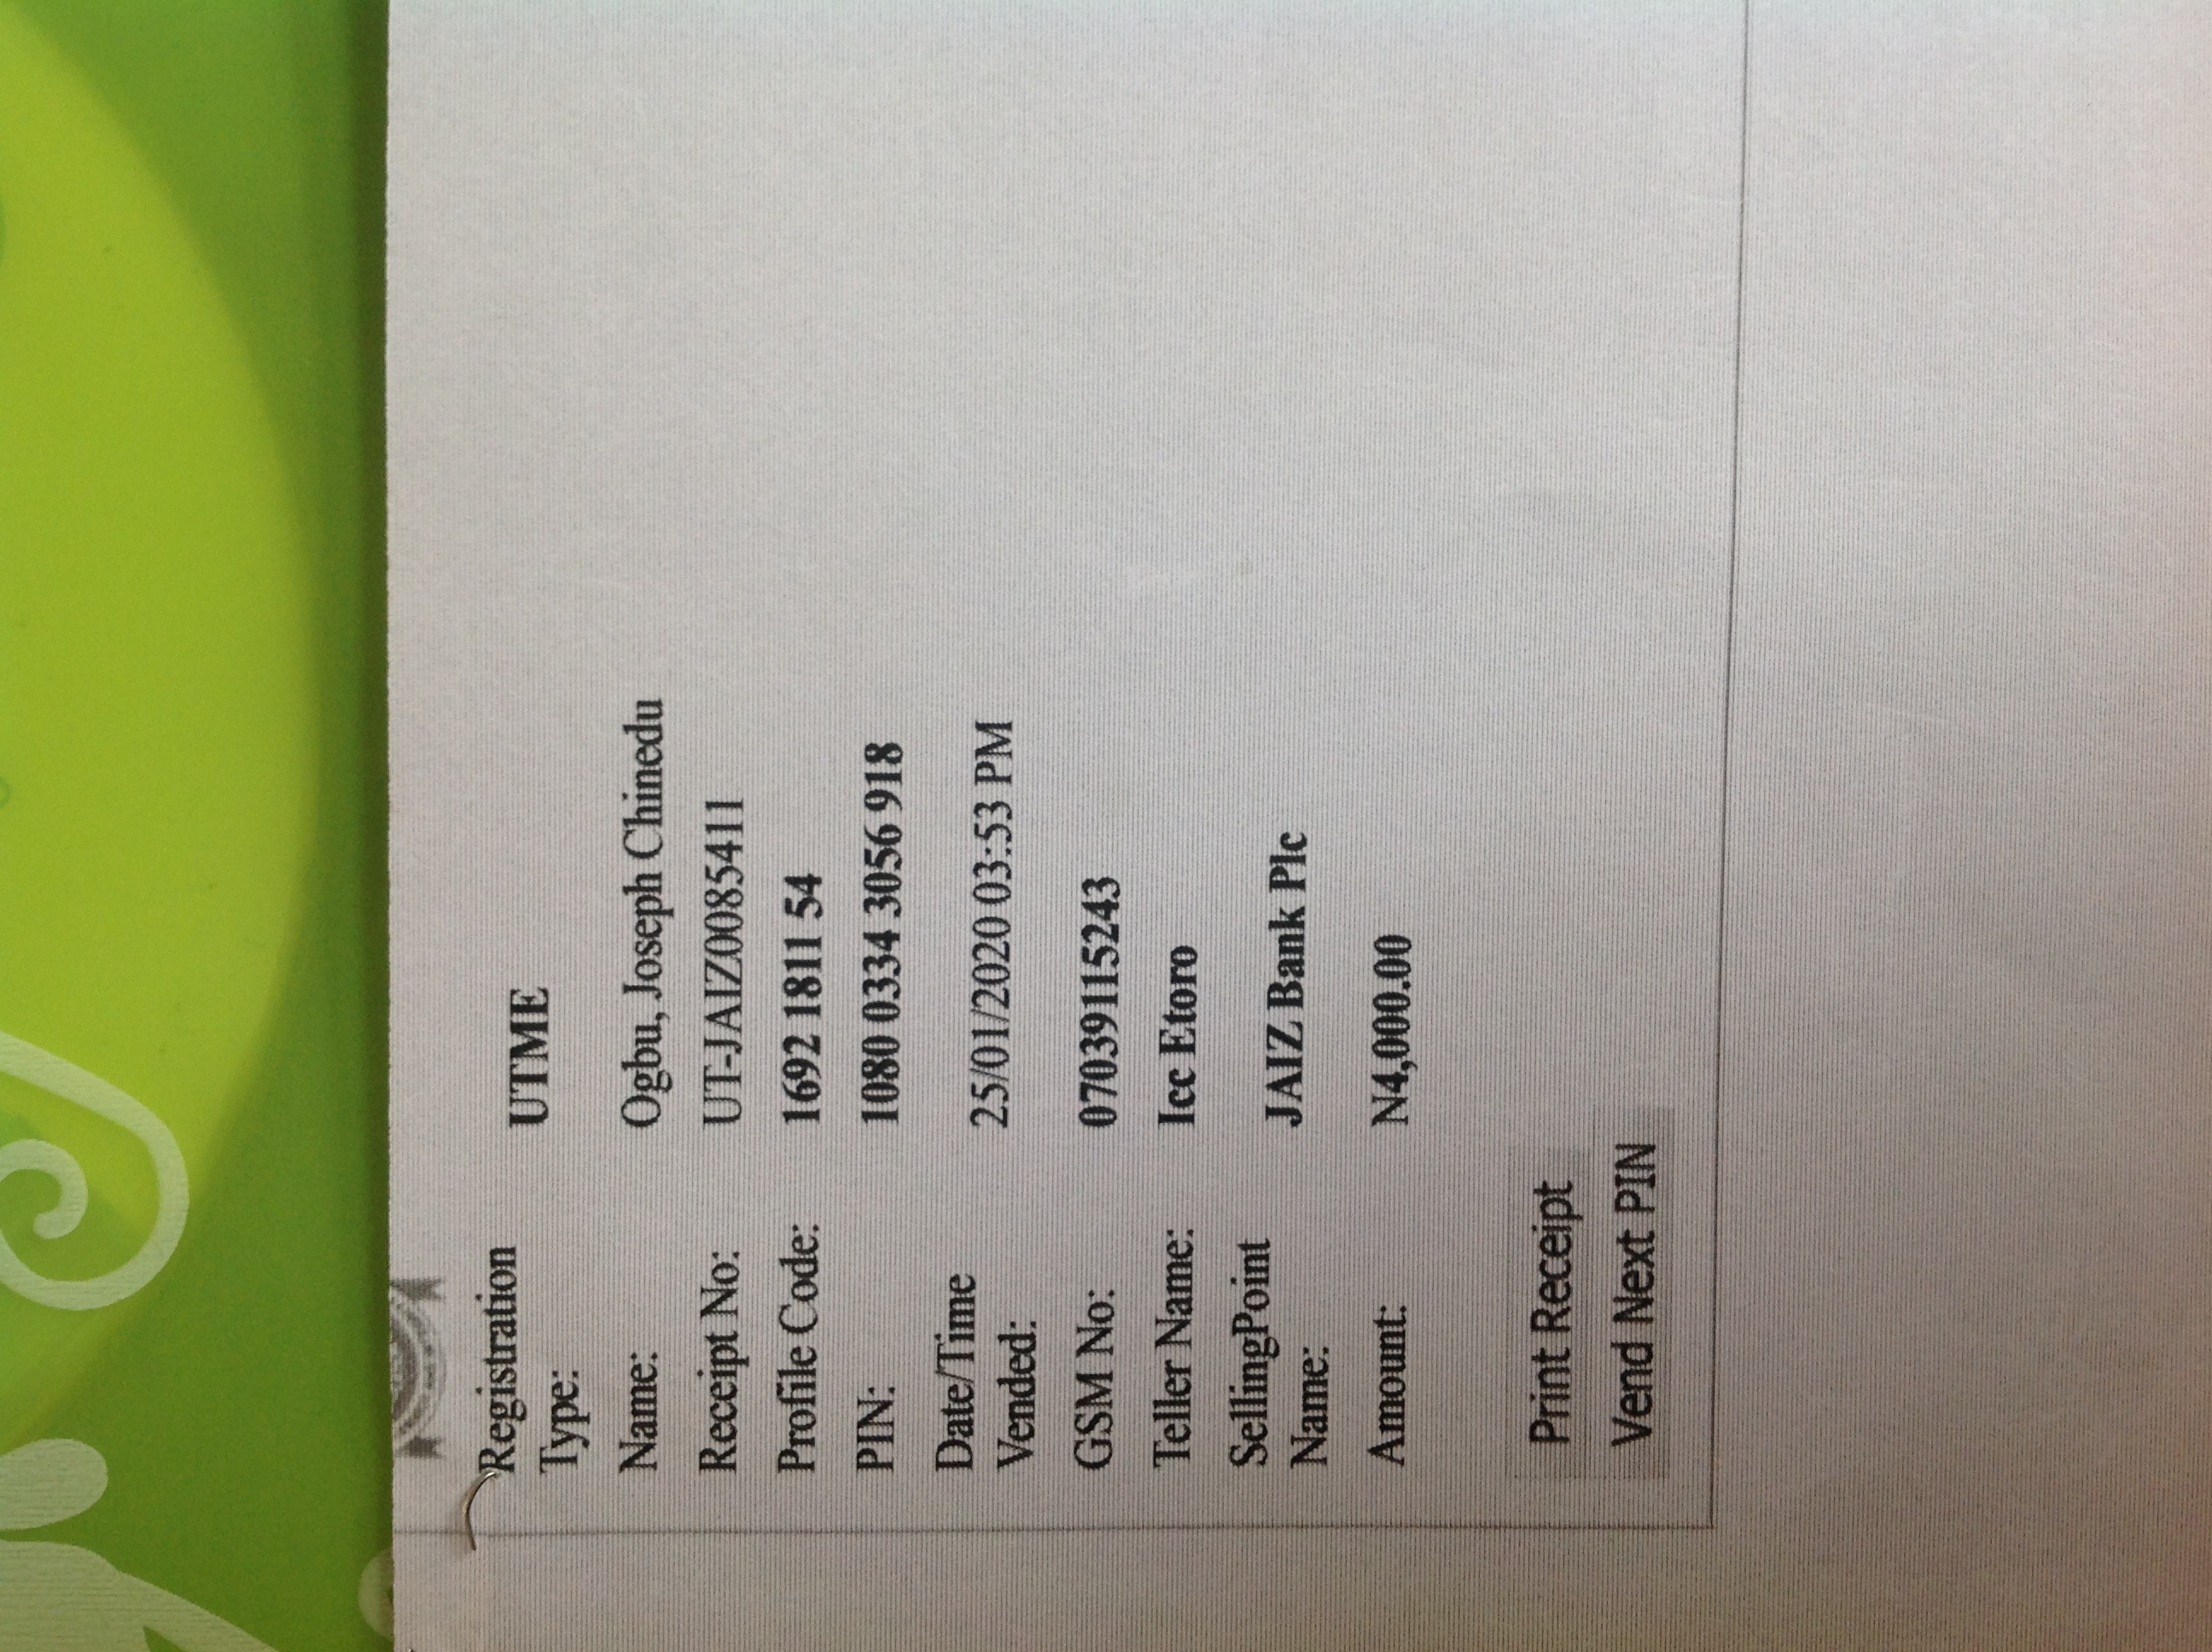 Registration
Type: UTME
Name: Ogbu, Joseph Chinedu
Receipt No: UT-JAIZ0085411
Profile Code: 1692 1811 54
PIN: 1080 0334 3056 918
Date/Time
Vended: 25/01/2020 03:53 PM
GSM No: 07039115243
Teller Name: Icc Etoro
SellingPoint
Name: JAIZ Bank Plc
Amount: N4,000.00
Print Receipt
Vend Next PIN